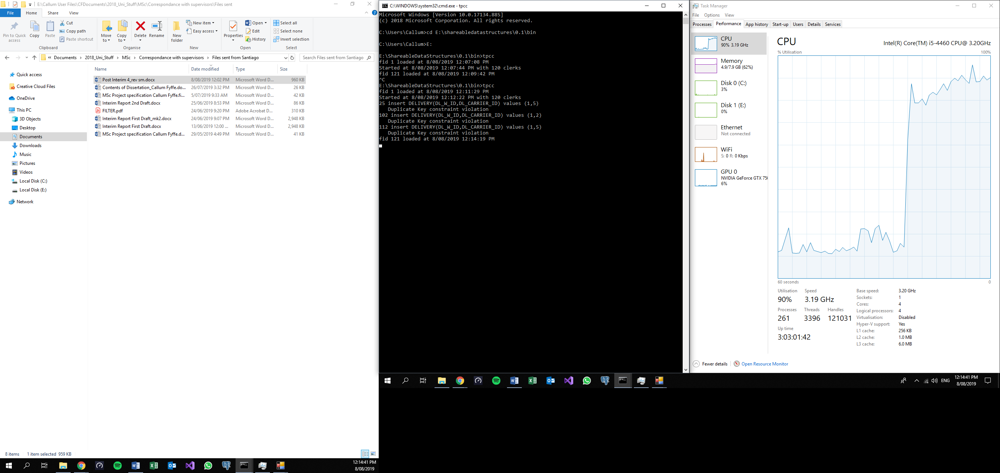 E:\Callum User Files\CFDocuments\2018_Uni_Stuff\MSc\Correspondance with supervisors\Files sent
File Home Share View
Pin to Quick access
Copy
Paste
Cut
Copy path
Paste shortcut
Clipboard
Move to
Copy to
Delete
Rename
Organise
New folder
New item
Easy access
New
Properties
Open
Edit
History
Open
Select all
Select none
Invert selection
Select
« Documents › 2018_Uni_Stuff › MSc › Correspondance with supervisors › Files sent from Santiago
Search Files sent from Santiago
Quick access
Creative Cloud Files
OneDrive
This PC
3D Objects
Desktop
Documents
Downloads
Music
Pictures
Videos
Local Disk (C:)
Local Disk (E:)
Network
Name Date modified Type Size
Post Interim 4_rev sm.docx 8/08/2019 12:02 PM Microsoft Word D... 960 KB
Contents of Dissertation_Callum Fyffe.do... 26/07/2019 3:32 PM Microsoft Word D... 26 KB
MSc Project specification Callum Fyffe.fi... 5/07/2019 9:33 AM Microsoft Word D... 42 KB
Interim Report 2nd Draft.docx 25/06/2019 8:53 PM Microsoft Word D... 86 KB
FILTER.pdf 24/06/2019 9:20 PM Adobe Acrobat D... 310 KB
Interim Report First Draft_mk2.docx 24/06/2019 9:07 PM Microsoft Word D... 2,948 KB
Interim Report First Draft.docx 13/06/2019 12:00 ... Microsoft Word D... 2,948 KB
MSc Project specification Callum Fyffe.d... 29/05/2019 4:49 PM Microsoft Word D... 41 KB
8 items 1 item selected 959 KB
12:14:41 PM
8/08/2019
C:\WINDOWS\system32\cmd.exe - tpcc
Microsoft Windows [Version 10.0.17134.885]
(c) 2018 Microsoft Corporation. All rights reserved.
C:\Users\Callum>cd E:\shareabledatastructures\0.1\bin
C:\Users\Callum>E:
E:\ShareableDataStructures\0.1\bin>tpcc
fid 1 loaded at 8/08/2019 12:07:08 PM
Started at 8/08/2019 12:07:44 PM with 120 clerks
fid 121 loaded at 8/08/2019 12:09:42 PM
^C
E:\ShareableDataStructures\0.1\bin>tpcc
fid 1 loaded at 8/08/2019 12:11:29 PM
Started at 8/08/2019 12:12:22 PM with 120 clerks
25 insert DELIVERY(DL_W_ID,DL_CARRIER_ID) values (1,5)
Duplicate Key constraint violation
102 insert DELIVERY(DL_W_ID,DL_CARRIER_ID) values (1,2)
Duplicate Key constraint violation
112 insert DELIVERY(DL_W_ID,DL_CARRIER_ID) values (1,5)
Duplicate Key constraint violation
fid 121 loaded at 8/08/2019 12:14:19 PM
Task Manager
File Options View
Processes Performance App history Start-up Users Details Services
CPU
90% 3.19 GHz
Memory
4.9/7.9 GB (62%)
Disk 0 (C:)
3%
Disk 1 (E:)
0%
Ethernet
Not connected
WiFi
S: 0 R: 0 Kbps
GPU 0
NVIDIA GeForce GTX 750
6%
CPU Intel(R) Core(TM) i5-4460 CPU@ 3.20GHz
% Utilisation 100%
60 seconds 0
Utilisation Speed
90% 3.19 GHz
Processes Threads Handles
261 3396 121031
Up time
3:03:01:42
Base speed: 3.20 GHz
Sockets: 1
Cores: 4
Logical processors: 4
Virtualisation: Disabled
Hyper-V support: Yes
L1 cache: 256 KB
L2 cache: 1.0 MB
L3 cache: 6.0 MB
Fewer details Open Resource Monitor
ENG
12:14:41 PM
8/08/2019